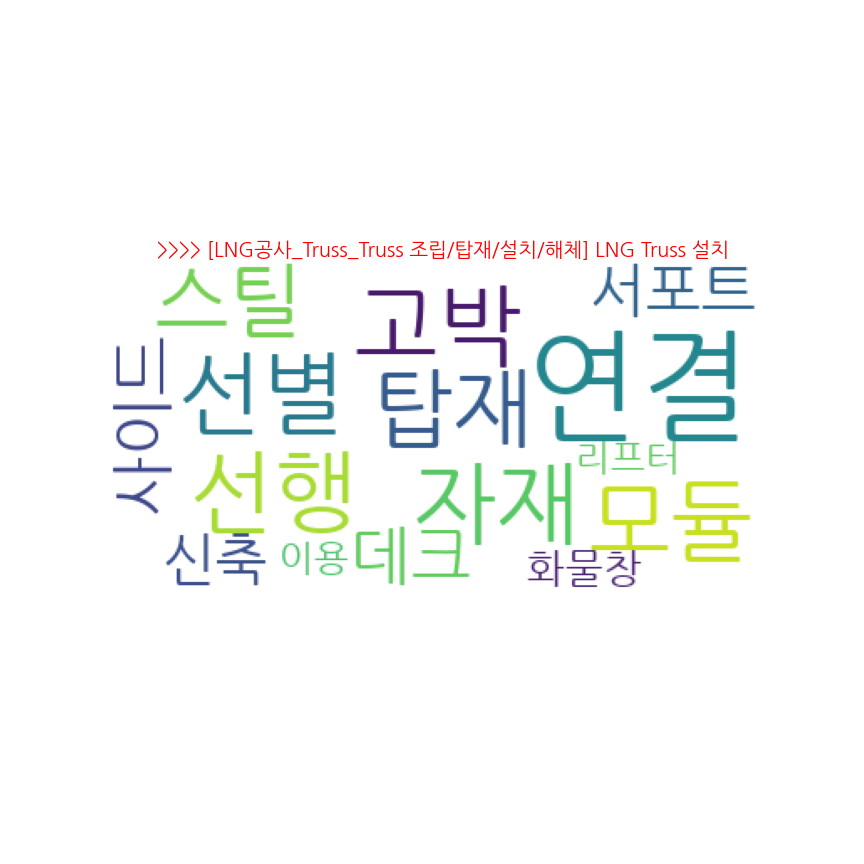 >>>> [LNG공사_Truss_Truss 조립/탑재/설치/해체] LNG Truss 설치
스틸
고박
서포트
사이드
선별
탑재
연결
리프터
선행
자재
모듈
신축
이용
데크
화물창